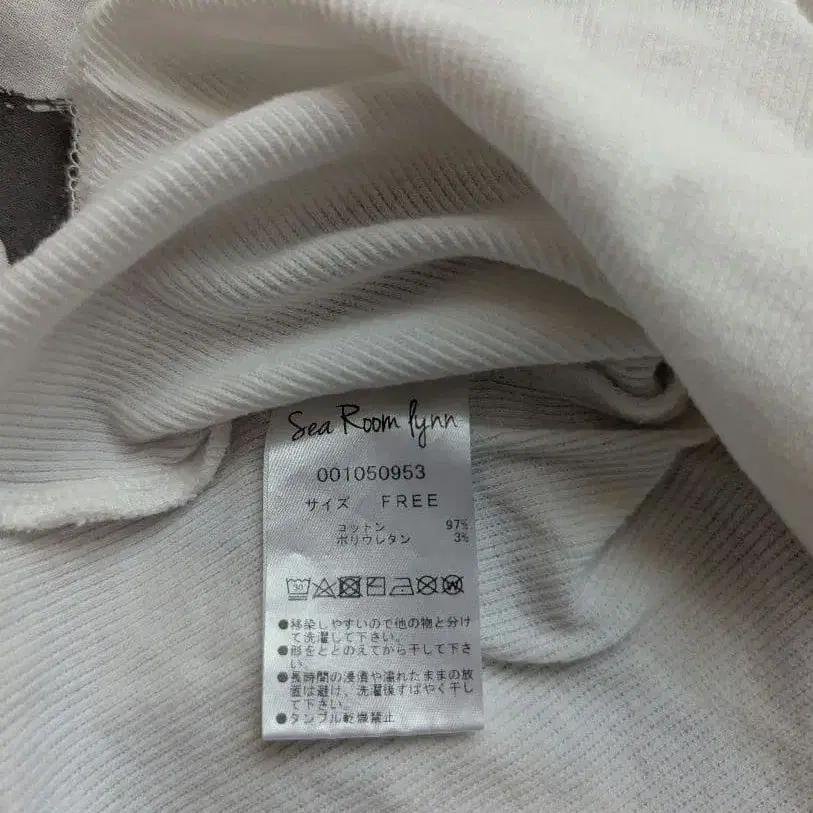 Sea Room lynn
001050953
サイズ FREE
コットン 97%
ポリウレタン 3%
30
W
●移染しやすいので他の物と分け
て洗濯して下さい。
●形をととのえてから干して下さ
い。
●長時間の浸漬や濡れたままの放
置は避け、洗濯後すばやく干し
て下さい。
●タンブル乾燥禁止